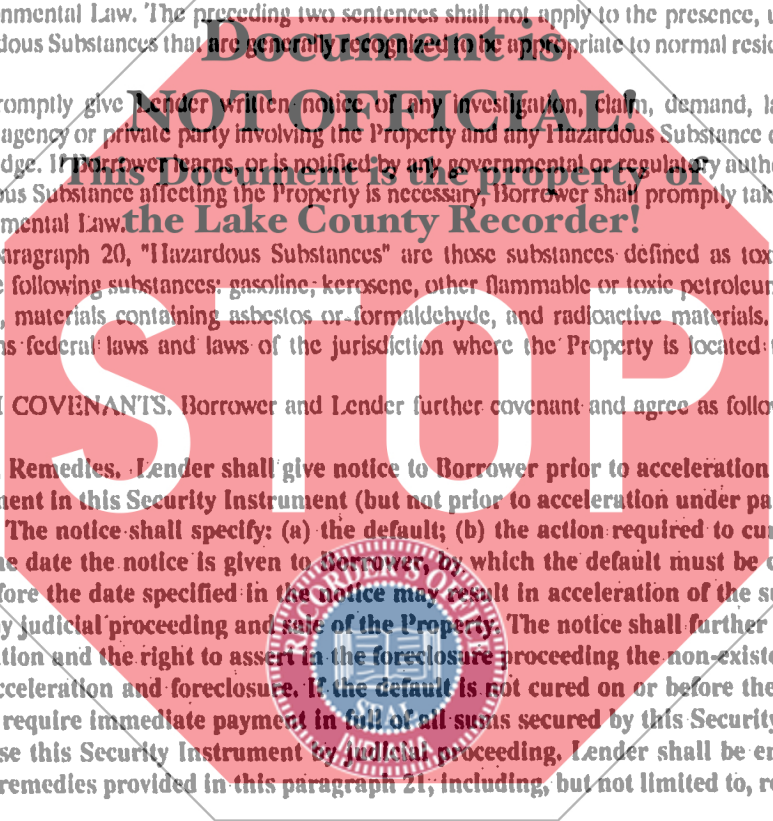 nmental Law. The preceding two sentences shall not apply to the presence, u
dous Substances that are generally recognized to be appropriate to normal resid
Document is
romptly give Lender written notice of any investigation, claim, demand, la
NOT OFFICIAL!
agency or private party involving the Property and any Hazardous Substance o
dge. If Borrower learns, or is notified by any governmental or regulatory autho
This Document is the property of
ous Substance affecting the Property is necessary, Borrower shall promptly tak
mental Law.
the Lake County Recorder!
aragraph 20, "Hazardous Substances" are those substances defined as tox
e following substances: gasoline, kerosene, other flammable or toxic petroleum
, materials containing asbestos or formaldehyde, and radioactive materials.
ns federal laws and laws of the jurisdiction where the Property is located t
STOP
COVENANTS. Borrower and Lender further covenant and agree as follow
Remedies. Lender shall give notice to Borrower prior to acceleration
ment in this Security Instrument (but not prior to acceleration under pa
The notice shall specify: (a) the default; (b) the action required to cur
e date the notice is given to Borrower, by which the default must be c
fore the date specified in the notice may result in acceleration of the su
y judicial proceeding and sale of the Property. The notice shall further
tion and the right to assert in the foreclosure proceeding the non-existe
cceleration and foreclosure. If the default is not cured on or before the
require immediate payment in full of all sums secured by this Security
se this Security Instrument by judicial proceeding. Lender shall be en
remedies provided in this paragraph 21, including, but not limited to, re
RECORDER'S OFFICE
SEAL
INDIANA